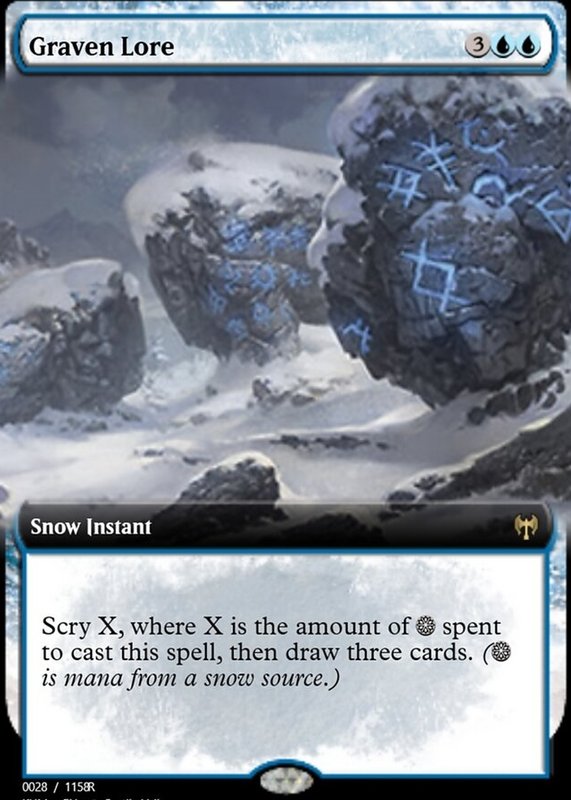 Graven Lore
3
Snow Instant
Scry X, where X is the amount of spent
to cast this spell, then draw three cards. (
is mana from a snow source.)
0028 / 1158R